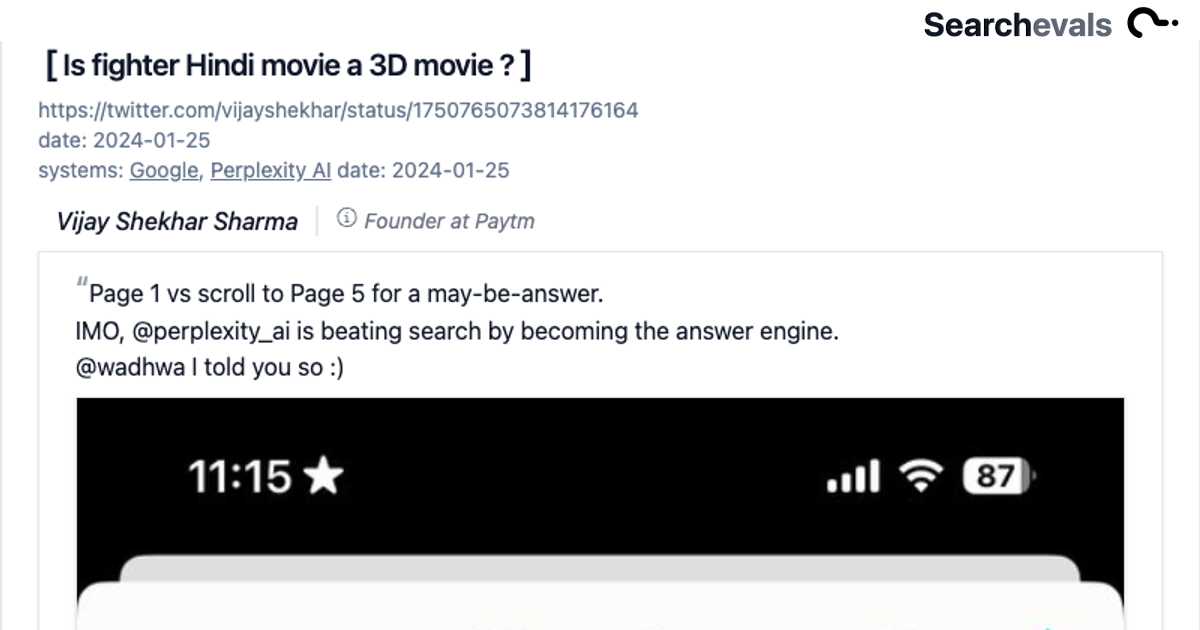 Searchevals
[ Is fighter Hindi movie a 3D movie ? ]
https://twitter.com/vijayshekhar/status/1750765073814176164
date: 2024-01-25
systems: Google, Perplexity AI date: 2024-01-25
Vijay Shekhar Sharma Founder at Paytm
"Page 1 vs scroll to Page 5 for a may-be-answer.
IMO, @perplexity_ai is beating search by becoming the answer engine.
@wadhwa I told you so :)
11:15 87